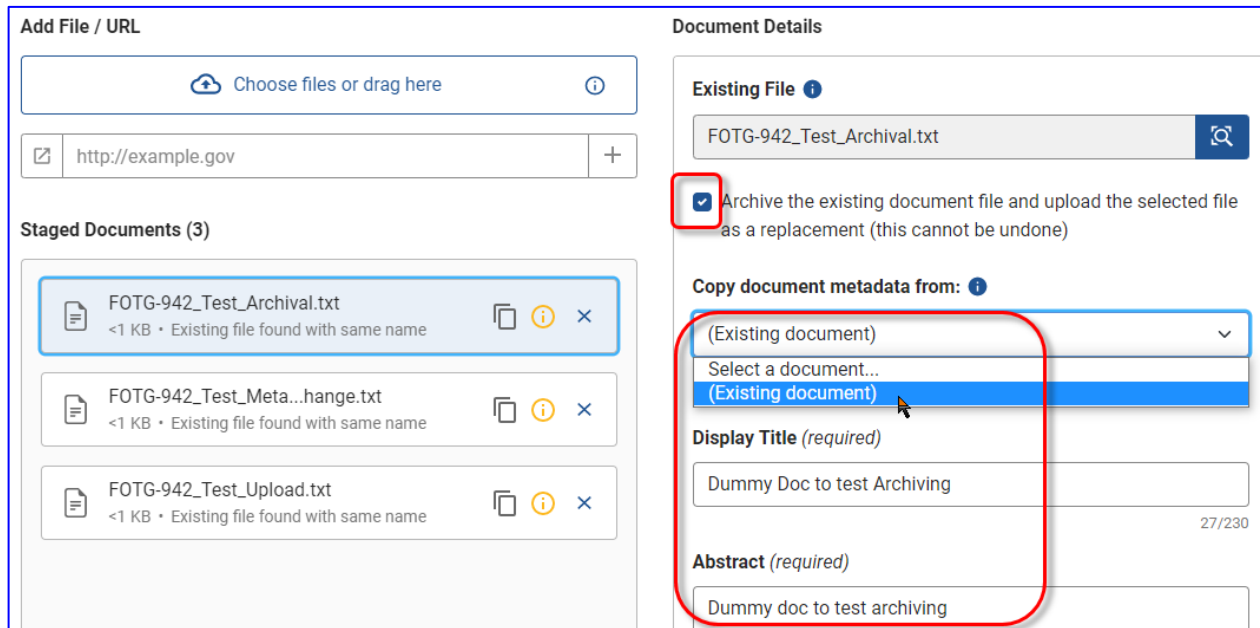 Add File / URL
Choose files or drag here
http://example.gov
Staged Documents (3)
FOTG-942_Test_Archival.txt
<1 KB • Existing file found with same name
FOTG-942_Test_Meta...hange.txt
<1 KB • Existing file found with same name
FOTG-942_Test_Upload.txt
<1 KB • Existing file found with same name
Document Details
Existing File
FOTG-942_Test_Archival.txt
Archive the existing document file and upload the selected file
as a replacement (this cannot be undone)
Copy document metadata from:
(Existing document)
Select a document...
(Existing document)
Display Title (required)
Dummy Doc to test Archiving
27/230
Abstract (required)
Dummy doc to test archiving